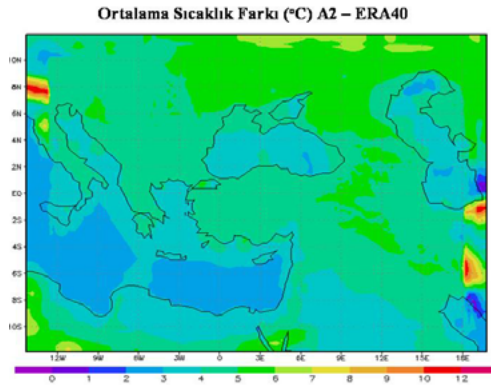 Ortalama Sıcaklık Farkı (°C) A2 – ERA40
10N
8N
6N
4N
2N
EQ
2S
4S
6S
8S
10S
12W 9W 6W 3W 0 3E 6E 9E 12E 15E 18E
0 1 2 3 4 5 6 7 8 9 10 12